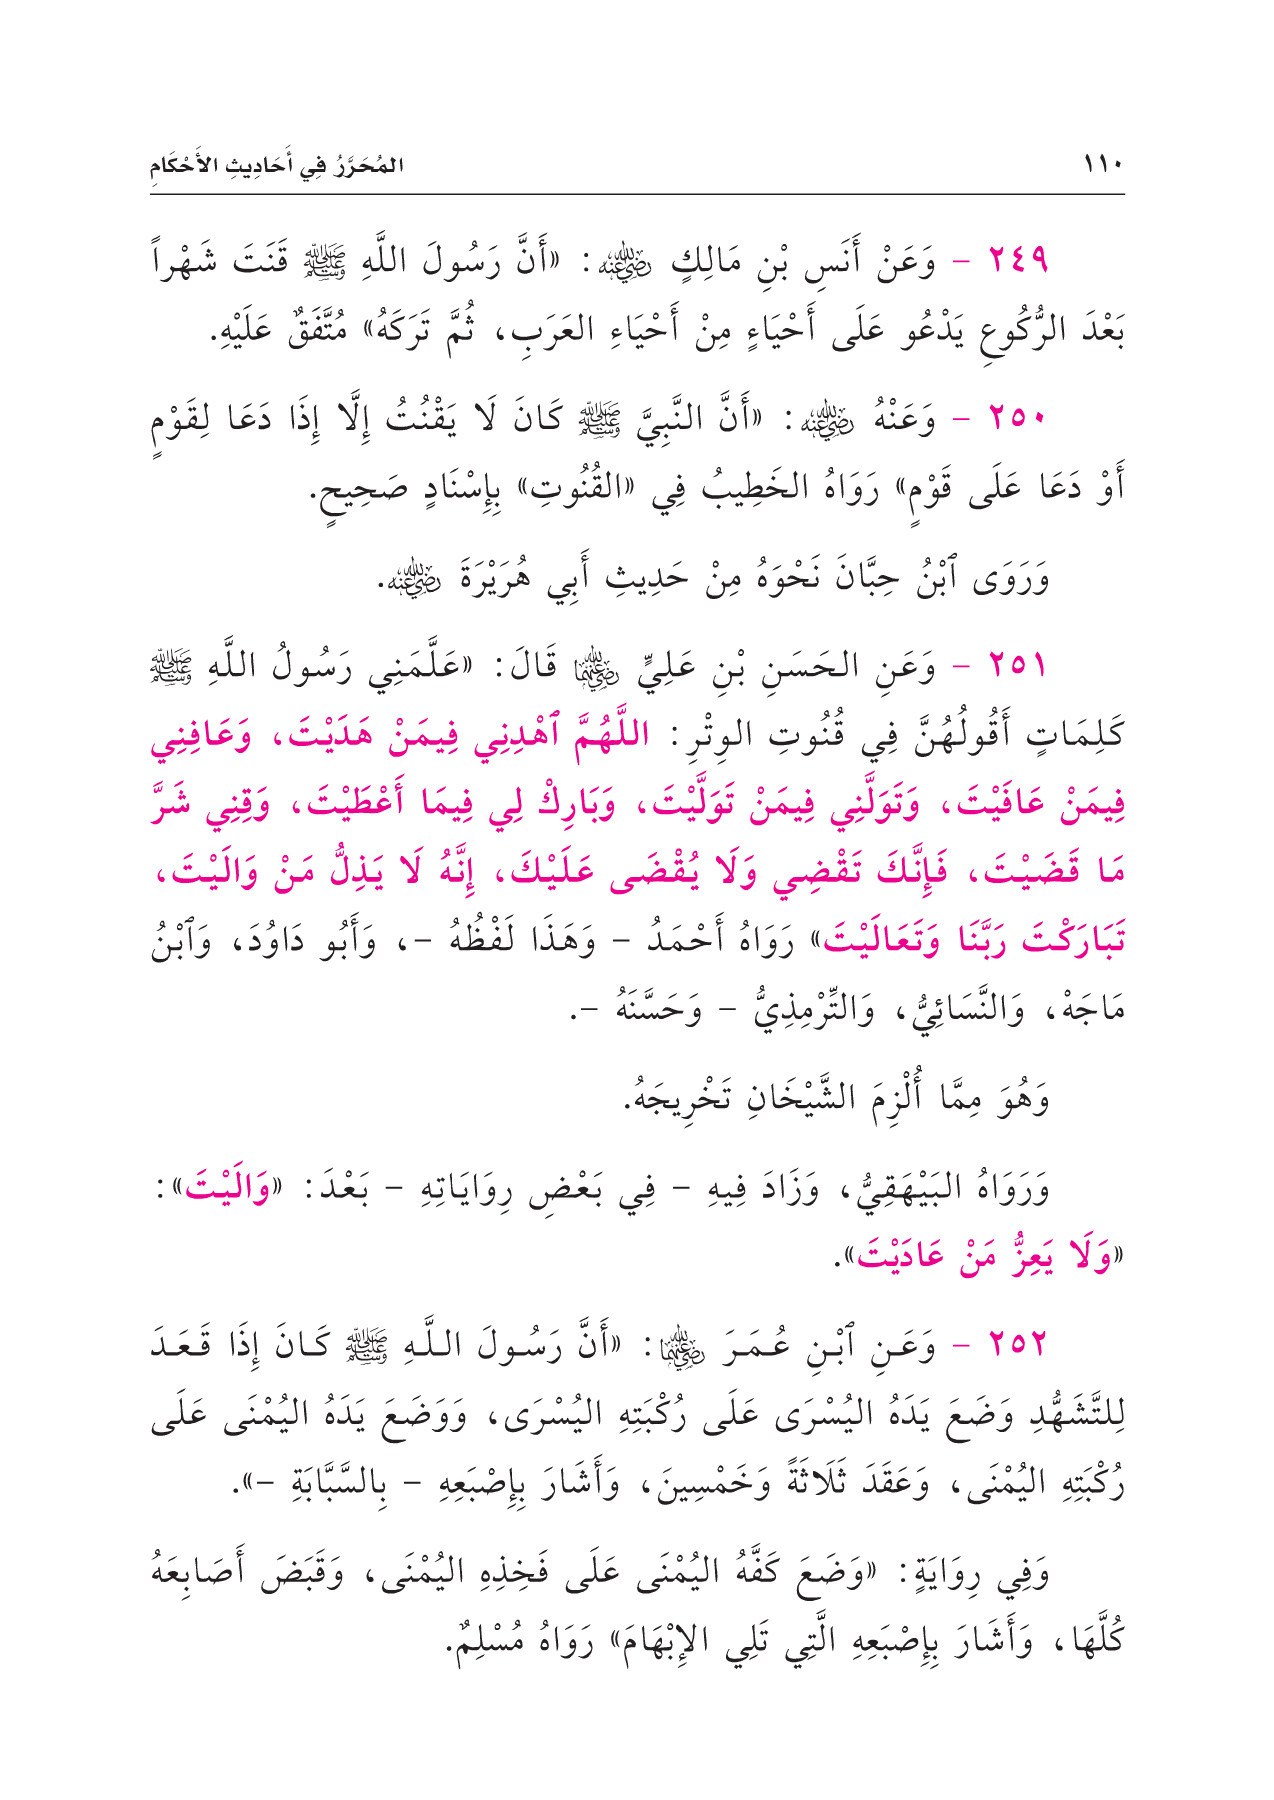 ١١٠
المُحَرَّرُ فِي أَحَادِيثِ الأَحْكَامِ
٢٤٩ - وَعَنْ أَنَسِ بْنِ مَالِكٍ رضي الله عنه: «أَنَّ رَسُولَ اللَّهِ ﷺ قَنَتَ شَهْراً
بَعْدَ الرُّكُوعِ يَدْعُو عَلَى أَحْيَاءٍ مِنْ أَحْيَاءِ العَرَبِ، ثُمَّ تَرَكَهُ» مُتَّفَقٌ عَلَيْهِ.
٢٥٠ - وَعَنْهُ رضي الله عنه: «أَنَّ النَّبِيَّ ﷺ كَانَ لَا يَقْنُتُ إِلَّا إِذَا دَعَا لِقَوْمٍ
أَوْ دَعَا عَلَى قَوْمٍ» رَوَاهُ الخَطِيبُ فِي «القُنُوتِ» بِإِسْنَادٍ صَحِيحٍ.
وَرَوَى ٱبْنُ حِبَّانَ نَحْوَهُ مِنْ حَدِيثِ أَبِي هُرَيْرَةَ رضي الله عنه.
٢٥١ - وَعَنِ الحَسَنِ بْنِ عَلِيٍّ رضي الله عنهما قَالَ: «عَلَّمَنِي رَسُولُ اللَّهِ ﷺ
كَلِمَاتٍ أَقُولُهُنَّ فِي قُنُوتِ الوِتْرِ: اللَّهُمَّ ٱهْدِنِي فِيمَنْ هَدَيْتَ، وَعَافِنِي
فِيمَنْ عَافَيْتَ، وَتَوَلَّنِي فِيمَنْ تَوَلَّيْتَ، وَبَارِكْ لِي فِيمَا أَعْطَيْتَ، وَقِنِي شَرَّ
مَا قَضَيْتَ، فَإِنَّكَ تَقْضِي وَلَا يُقْضَى عَلَيْكَ، إِنَّهُ لَا يَذِلُّ مَنْ وَالَيْتَ،
تَبَارَكْتَ رَبَّنَا وَتَعَالَيْتَ» رَوَاهُ أَحْمَدُ - وَهَذَا لَفْظُهُ -، وَأَبُو دَاوُدَ، وَٱبْنُ
مَاجَهْ، وَالنَّسَائِيُّ، وَالتِّرْمِذِيُّ - وَحَسَّنَهُ -.
وَهُوَ مِمَّا أُلْزِمَ الشَّيْخَانِ تَخْرِيجَهُ.
وَرَوَاهُ البَيْهَقِيُّ، وَزَادَ فِيهِ - فِي بَعْضِ رِوَايَاتِهِ - بَعْدَ: «وَالَيْتَ»:
«وَلَا يَعِزُّ مَنْ عَادَيْتَ».
٢٥٢ - وَعَنِ ٱبْنِ عُمَرَ رضي الله عنهما: «أَنَّ رَسُولَ اللَّهِ ﷺ كَانَ إِذَا قَعَدَ
لِلتَّشَهُّدِ وَضَعَ يَدَهُ اليُسْرَى عَلَى رُكْبَتِهِ اليُسْرَى، وَوَضَعَ يَدَهُ اليُمْنَى عَلَى
رُكْبَتِهِ اليُمْنَى، وَعَقَدَ ثَلَاثَةً وَخَمْسِينَ، وَأَشَارَ بِإِصْبَعِهِ - بِالسَّبَّابَةِ -».
وَفِي رِوَايَةٍ: «وَضَعَ كَفَّهُ اليُمْنَى عَلَى فَخِذِهِ اليُمْنَى، وَقَبَضَ أَصَابِعَهُ
كُلَّهَا، وَأَشَارَ بِإِصْبَعِهِ الَّتِي تَلِي الإِبْهَامَ» رَوَاهُ مُسْلِمٌ.